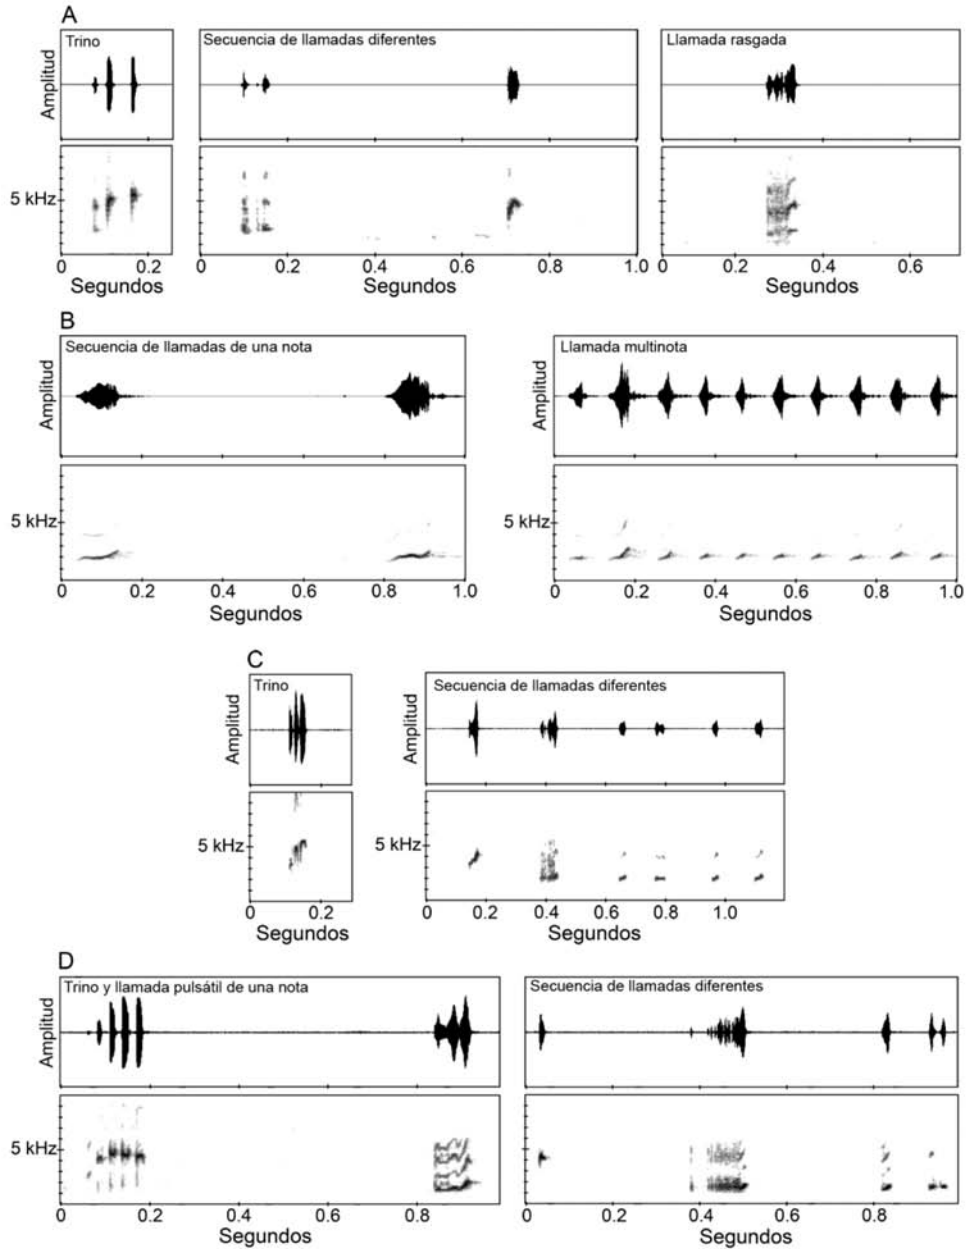 A
Trino
Secuencia de llamadas diferentes
Llamada rasgada
Amplitud
5 kHz
0 0.2
0 0.2 0.4 0.6 0.8 1.0
0 0.2 0.4 0.6
Segundos Segundos Segundos
B
Secuencia de llamadas de una nota
Llamada multinota
Amplitud Amplitud
5 kHz 5 kHz
0 0.2 0.4 0.6 0.8 1.0
0 0.2 0.4 0.6 0.8 1.0
Segundos Segundos
C
Trino
Secuencia de llamadas diferentes
Amplitud Amplitud
5 kHz 5 kHz
0 0.2
0 0.2 0.4 0.6 0.8 1.0
Segundos Segundos
D
Trino y llamada pulsátil de una nota
Secuencia de llamadas diferentes
Amplitud
5 kHz
0 0.2 0.4 0.6 0.8
0 0.2 0.4 0.6 0.8
Segundos Segundos